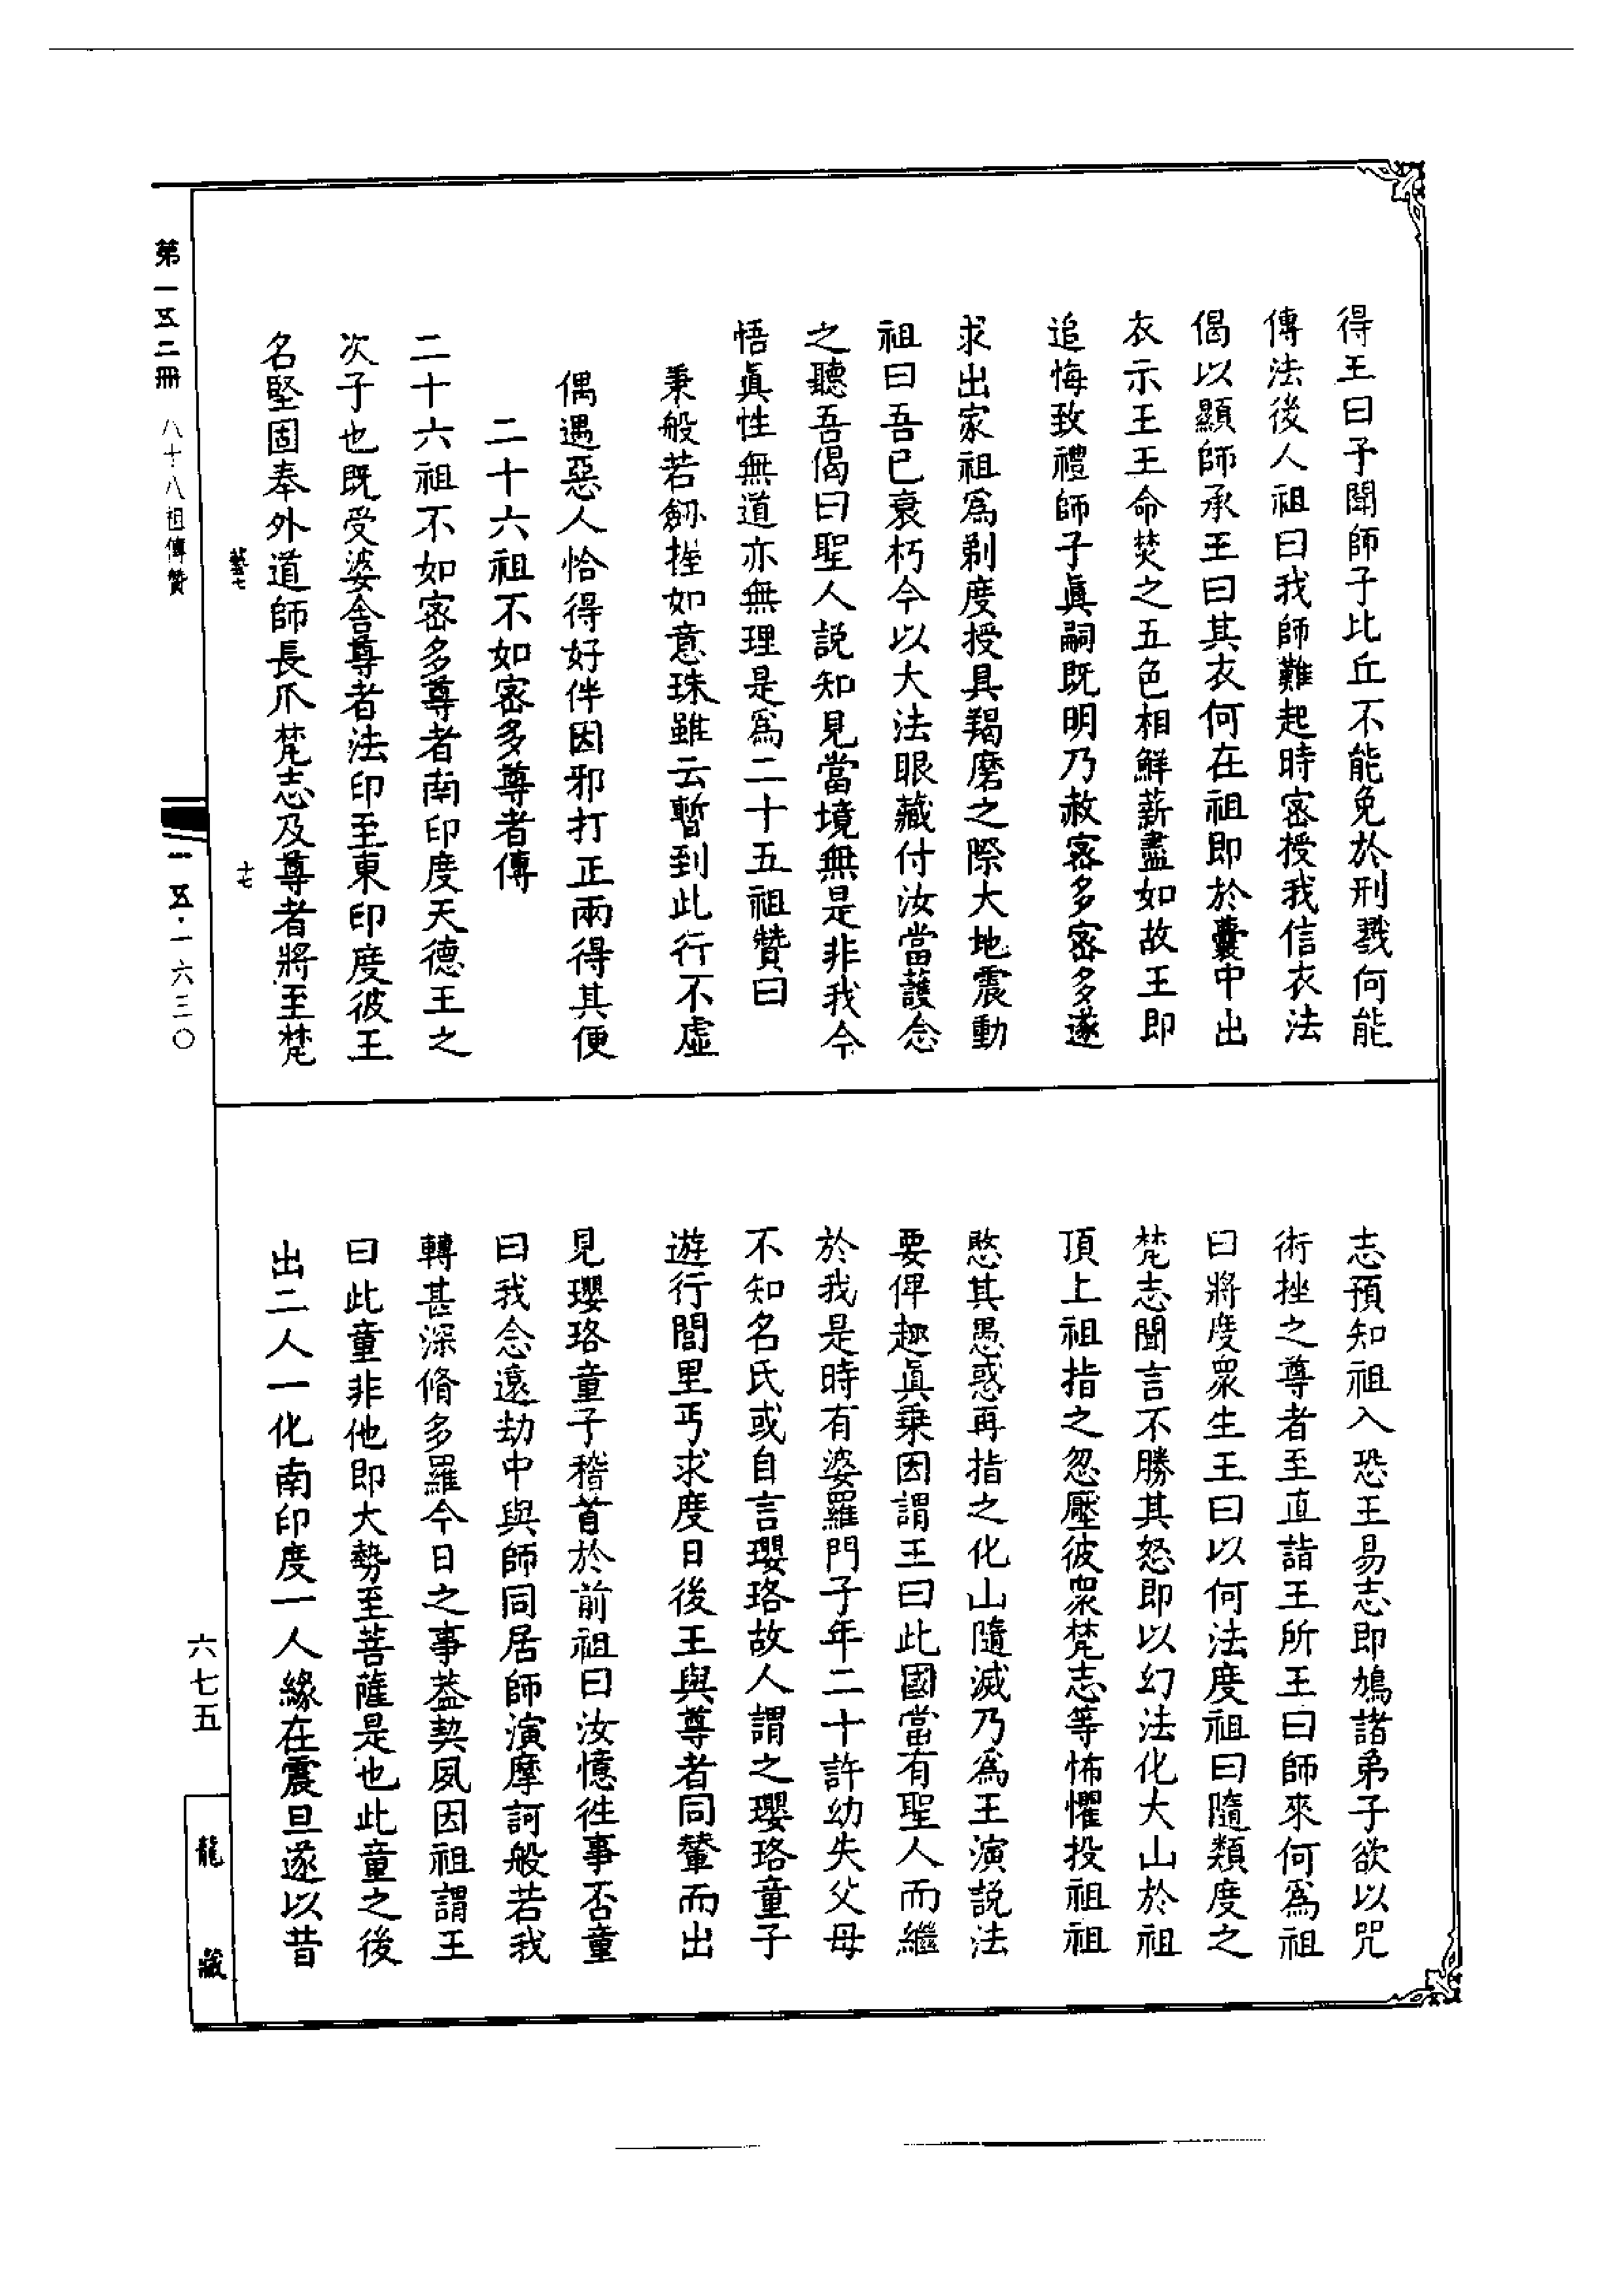 得王曰予聞師子比丘不能免於刑戮何能
傳法後人祖曰我師難起時宻授我信衣法
偈以顯師承王曰其衣何在祖即於囊中出
衣示王王命焚之五色相鮮薪盡如故王即
追悔致禮師子眞嗣既明乃赦宻多宻多遂
求出家祖爲剃度授具羯磨之際大地震動
祖曰吾已衰朽今以大法眼藏付汝當護念
之聽吾偈曰聖人説知見當境無是非我今
悟眞性無道亦無理是爲二十五祖贊曰
秉般若劒握如意珠雖云暫到此行不虛
偶遇惡人恰得好伴因邪打正兩得其便
二十六祖不如宻多尊者傳
二十六祖不如宻多尊者南印度天德王之
次子也既受婆舍尊者法印至東印度彼王
名堅固奉外道師長爪梵志及尊者將至梵
藝七
十七
志預知祖入恐王易志即鳩諸弟子欲以咒
術挫之尊者至直詣王所王曰師來何爲祖
曰將度衆生王曰以何法度祖曰隨類度之
梵志聞言不勝其怒即以幻法化大山於祖
頂上祖指之忽壓彼衆梵志等怖懼投祖祖
愍其愚惑再指之化山隨滅乃爲王演説法
要俾趣眞乗因謂王曰此國當有聖人而繼
於我是時有婆羅門子年二十許幼失父母
不知名氏或自言瓔珞故人謂之瓔珞童子
遊行閭里丐求度日後王與尊者同輦而出
見瓔珞童子稽首於前祖曰汝憶徃事否童
曰我念遠劫中與師同居師演摩訶般若我
轉甚深脩多羅今日之事葢契夙因祖謂王
曰此童非他即大勢至菩薩是也此童之後
出二人一化南印度一人緣在震旦遂以昔
第一五二冊
八十八祖傳贊
一五·一六三〇
六七五
龍藏